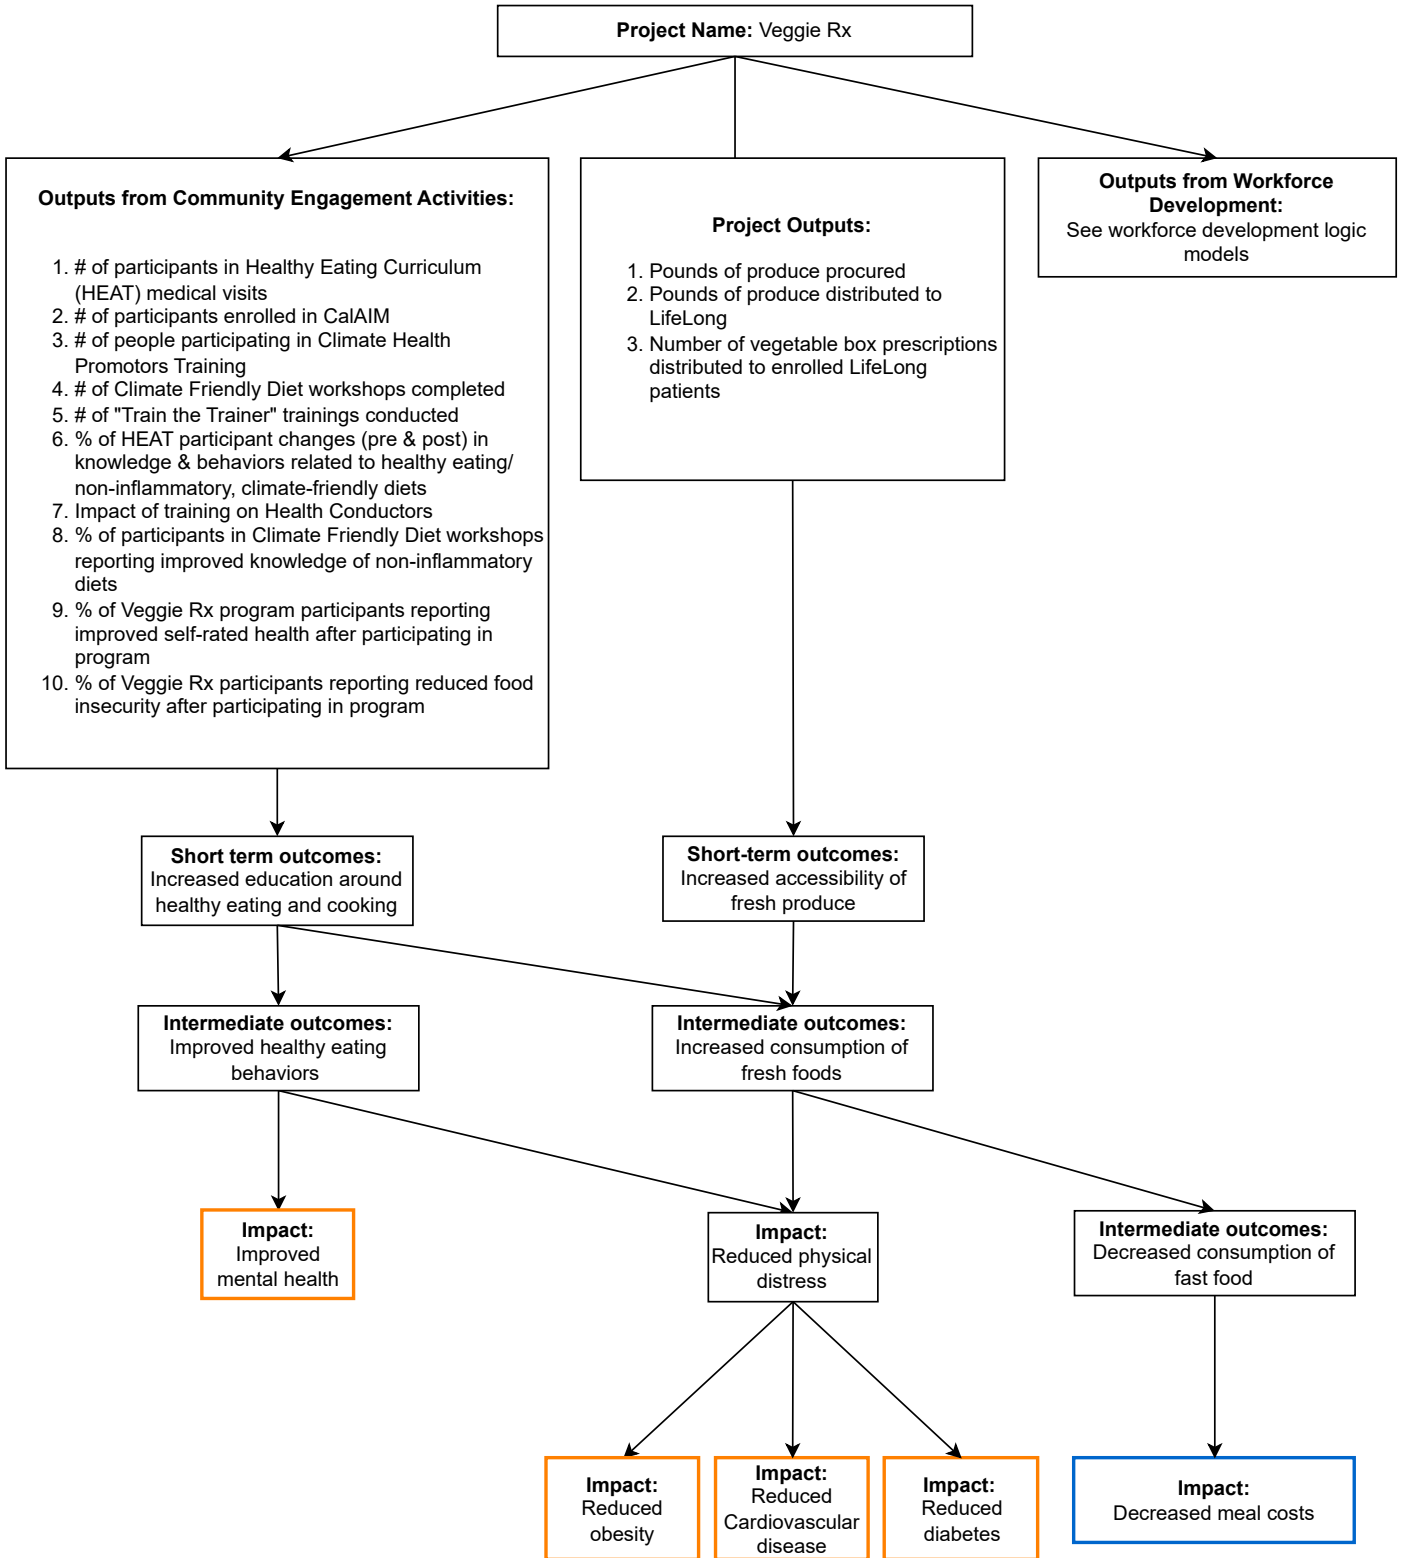 Project Name: Veggie Rx
Outputs from Community Engagement Activities:
1. # of participants in Healthy Eating Curriculum
(HEAT) medical visits
2. # of participants enrolled in CalAIM
3. # of people participating in Climate Health
Promotors Training
4. # of Climate Friendly Diet workshops completed
5. # of "Train the Trainer" trainings conducted
6. % of HEAT participant changes (pre & post) in
knowledge & behaviors related to healthy eating/
non-inflammatory, climate-friendly diets
7. Impact of training on Health Conductors
8. % of participants in Climate Friendly Diet workshops
reporting improved knowledge of non-inflammatory
diets
9. % of Veggie Rx program participants reporting
improved self-rated health after participating in
program
10. % of Veggie Rx participants reporting reduced food
insecurity after participating in program
Project Outputs:
1. Pounds of produce procured
2. Pounds of produce distributed to
LifeLong
3. Number of vegetable box prescriptions
distributed to enrolled LifeLong
patients
Outputs from Workforce
Development:
See workforce development logic
models
Short term outcomes:
Increased education around
healthy eating and cooking
Short-term outcomes:
Increased accessibility of
fresh produce
Intermediate outcomes:
Improved healthy eating
behaviors
Intermediate outcomes:
Increased consumption of
fresh foods
Impact:
Improved
mental health
Impact:
Reduced physical
distress
Intermediate outcomes:
Decreased consumption of
fast food
Impact:
Reduced
obesity
Impact:
Reduced
Cardiovascular
disease
Impact:
Reduced
diabetes
Impact:
Decreased meal costs